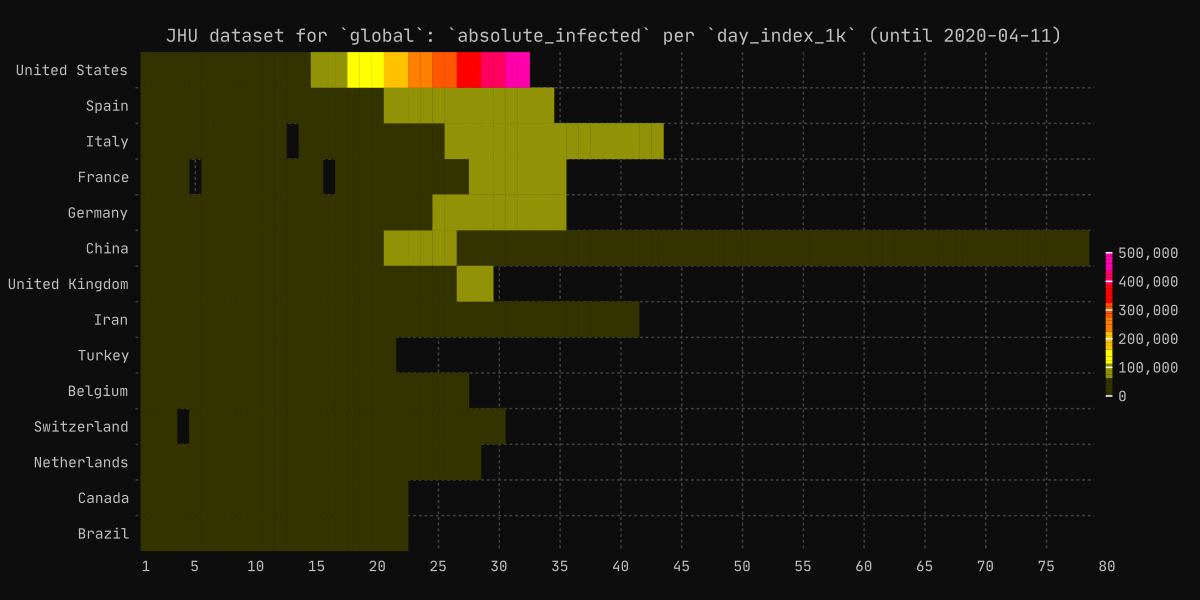 JHU dataset for `global`: `absolute_infected` per `day_index_1k` (until 2020-04-11)
United States
Spain
Italy
France
Germany
China
United Kingdom
Iran
Turkey
Belgium
Switzerland
Netherlands
Canada
Brazil
500,000
400,000
300,000
200,000
100,000
0
1 5 10 15 20 25 30 35 40 45 50 55 60 65 70 75 80